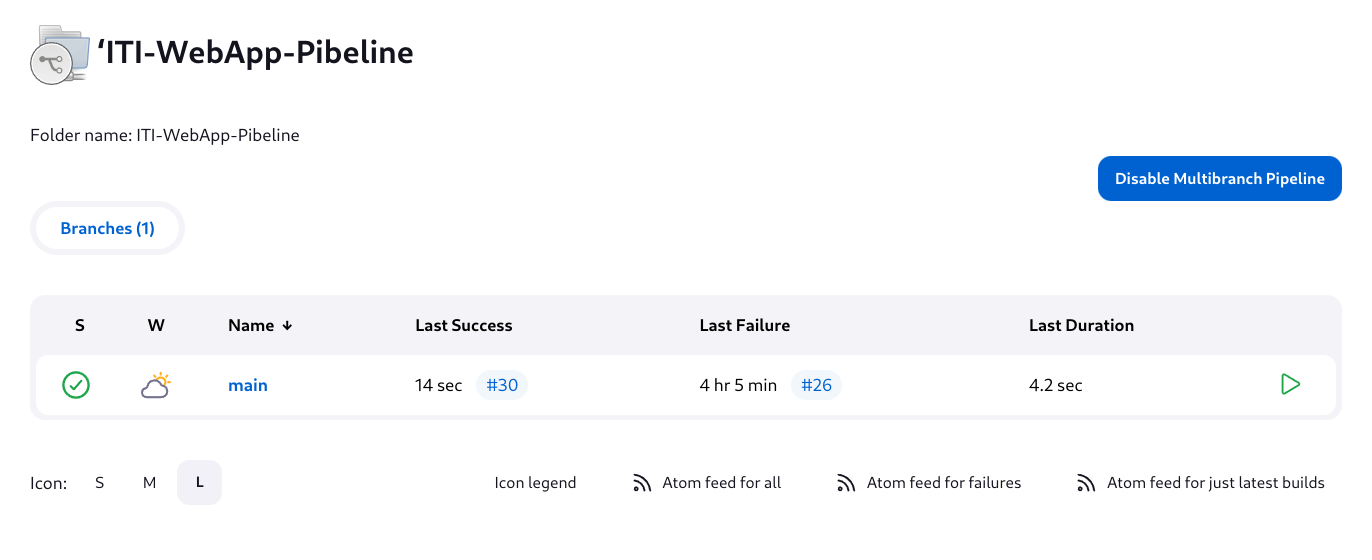 ‘ITI-WebApp-Pibeline
Folder name: ITI-WebApp-Pibeline
Disable Multibranch Pipeline
Branches (1)
S W Name ↓ Last Success Last Failure Last Duration
main 14 sec #30 4 hr 5 min #26 4.2 sec
Icon: S M L Icon legend Atom feed for all Atom feed for failures Atom feed for just latest builds